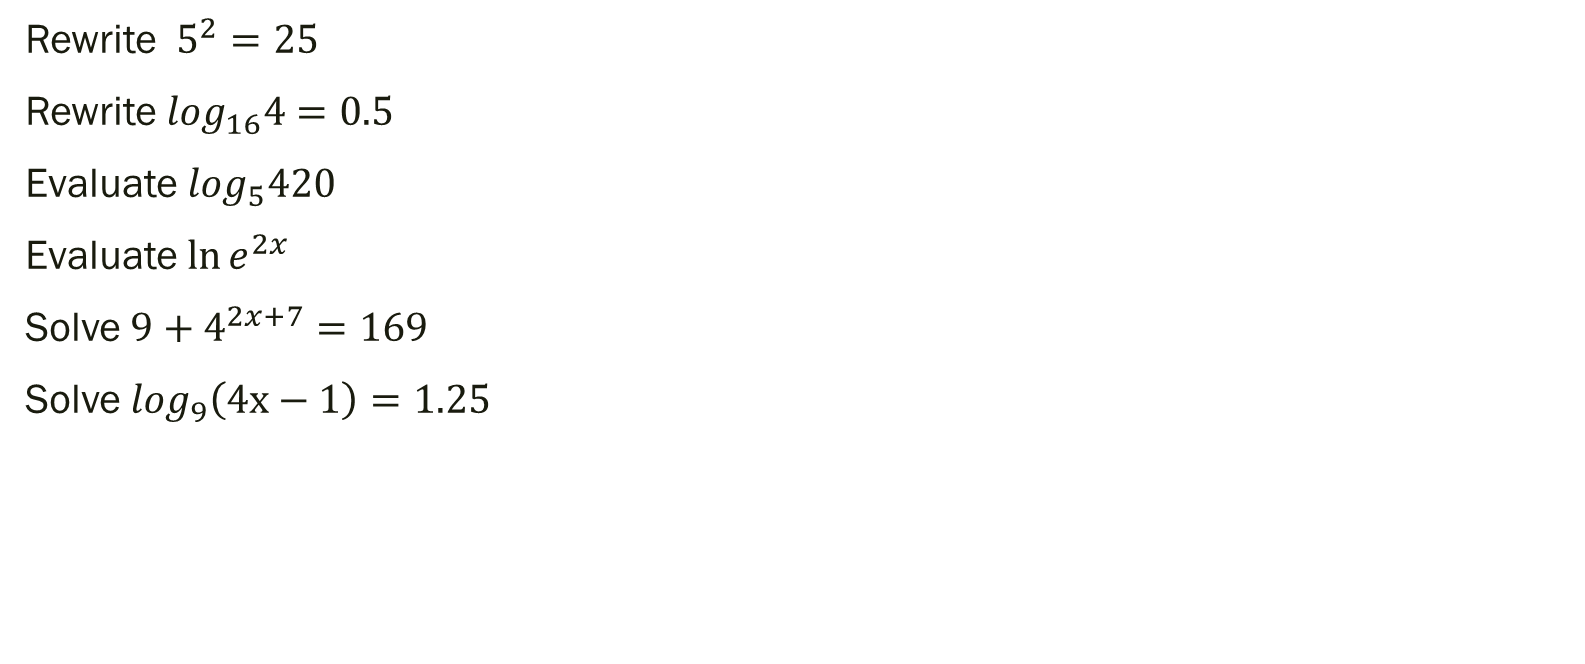 Rewrite 5² = 25
Rewrite log₁₆4 = 0.5
Evaluate log₅420
Evaluate ln e²ˣ
Solve 9 + 4²ˣ⁺⁷ = 169
Solve log₉(4x − 1) = 1.25